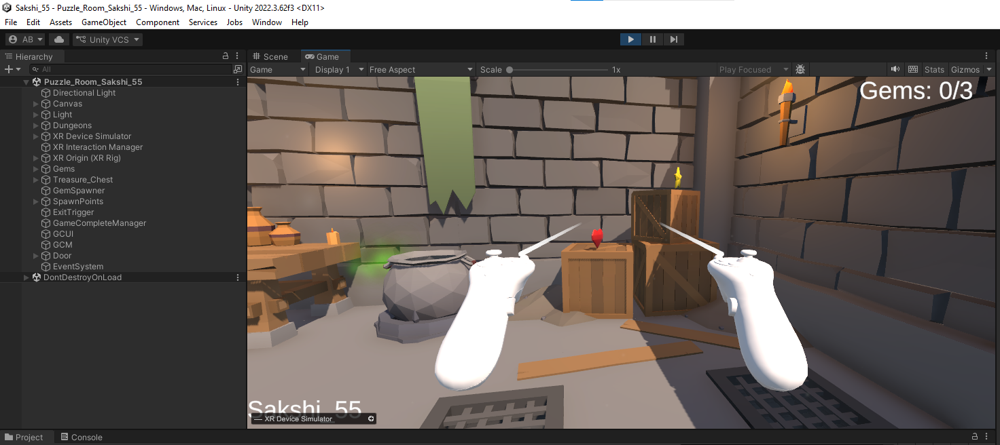 Sakshi_55 - Puzzle_Room_Sakshi_55 - Windows, Mac, Linux - Unity 2022.3.62f3 <DX11>
File Edit Assets GameObject Component Services Jobs Window Help
AB Unity VCS
Hierarchy
All
Puzzle_Room_Sakshi_55
Directional Light
Canvas
Light
Dungeons
XR Device Simulator
XR Interaction Manager
XR Origin (XR Rig)
Gems
Treasure_Chest
GemSpawner
SpawnPoints
ExitTrigger
GameCompleteManager
GCUI
GCM
Door
EventSystem
DontDestroyOnLoad
Scene Game
Game Display 1 Free Aspect Scale 1x Play Focused Stats Gizmos
Gems: 0/3
Sakshi_55
XR Device Simulator
Project Console